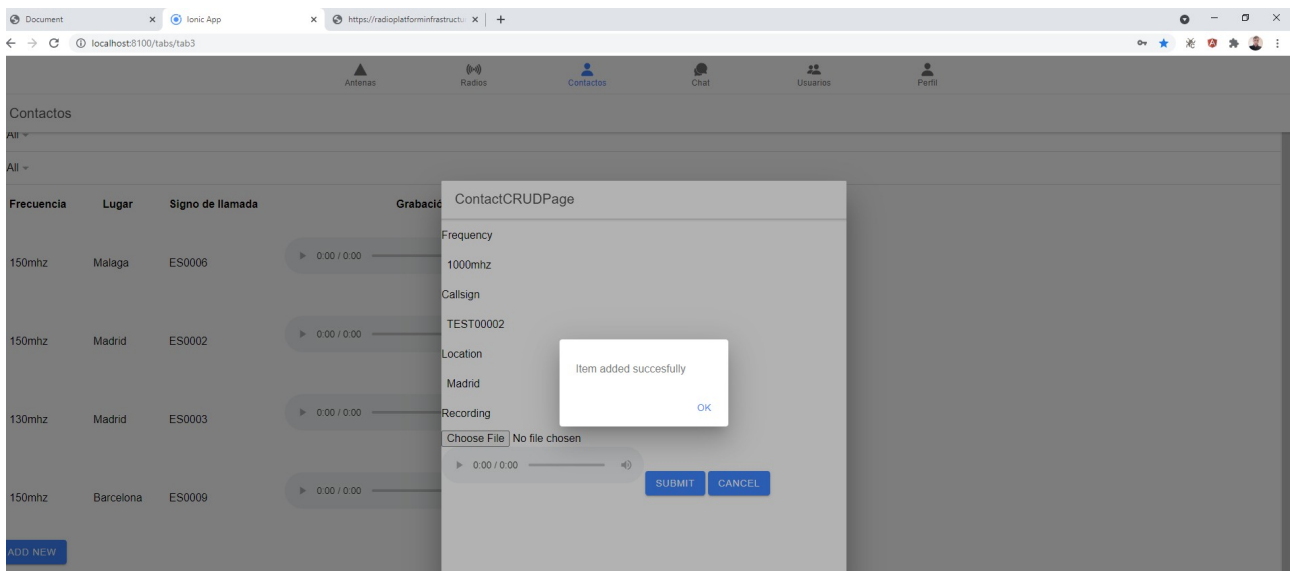 Document
Ionic App
https://radioplatforminfrastructu
localhost:8100/tabs/tab3
Antenas Radios Contactos Chat Usuarios Perfil
Contactos
All
All
Frecuencia Lugar Signo de llamada Grabació
150mhz Malaga ES0006 0:00 / 0:00
150mhz Madrid ES0002 0:00 / 0:00
130mhz Madrid ES0003 0:00 / 0:00
150mhz Barcelona ES0009 0:00 / 0:00
ADD NEW
ContactCRUDPage
Frequency
1000mhz
Callsign
TEST00002
Location
Madrid
Recording
Choose File No file chosen
0:00 / 0:00
SUBMIT CANCEL
Item added succesfully
OK